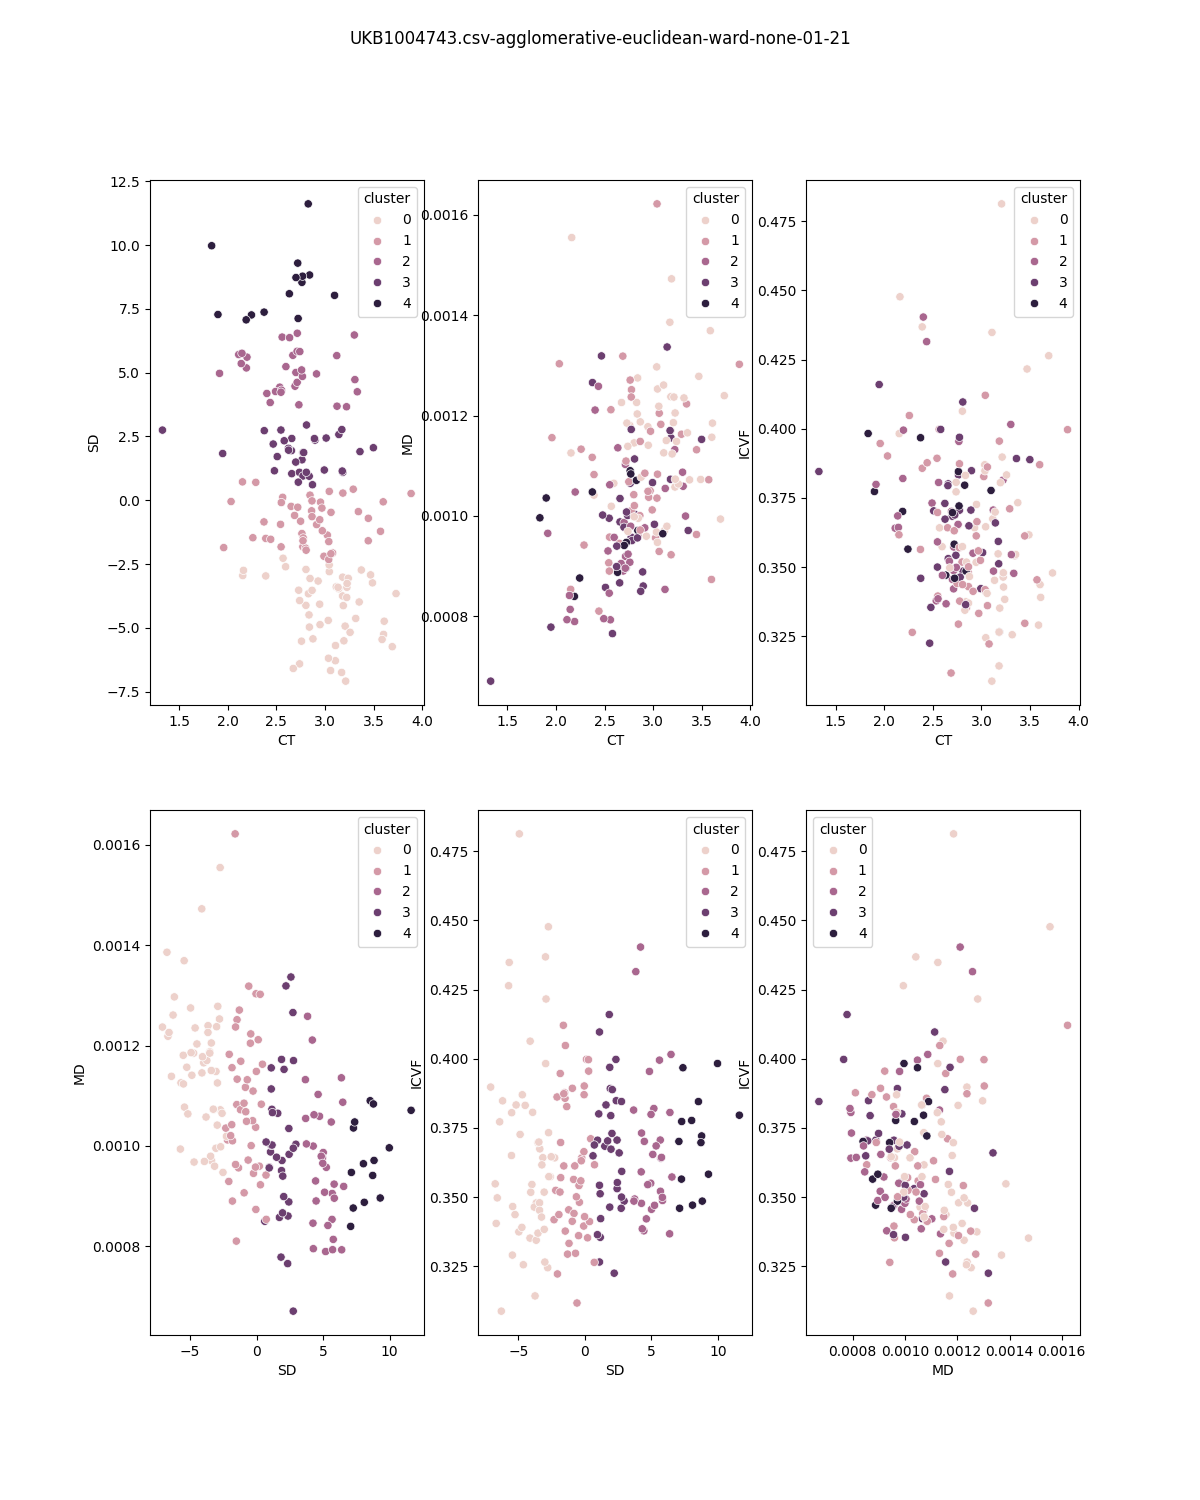 UKB1004743.csv-agglomerative-euclidean-ward-none-01-21
12.5
10.0
7.5
5.0
2.5
0.0
−2.5
−5.0
−7.5
SD
1.5 2.0 2.5 3.0 3.5 4.0
CT
cluster
0
1
2
3
4
0.0016
0.0014
0.0012
0.0010
0.0008
MD
1.5 2.0 2.5 3.0 3.5 4.0
CT
cluster
0
1
2
3
4
0.475
0.450
0.425
0.400
0.375
0.350
0.325
ICVF
1.5 2.0 2.5 3.0 3.5 4.0
CT
cluster
0
1
2
3
4
0.0016
0.0014
0.0012
0.0010
0.0008
MD
−5 0 5 10
SD
cluster
0
1
2
3
4
0.475
0.450
0.425
0.400
0.375
0.350
0.325
ICVF
−5 0 5 10
SD
cluster
0
1
2
3
4
0.475
0.450
0.425
0.400
0.375
0.350
0.325
ICVF
0.0008 0.0010 0.0012 0.0014 0.0016
MD
cluster
0
1
2
3
4